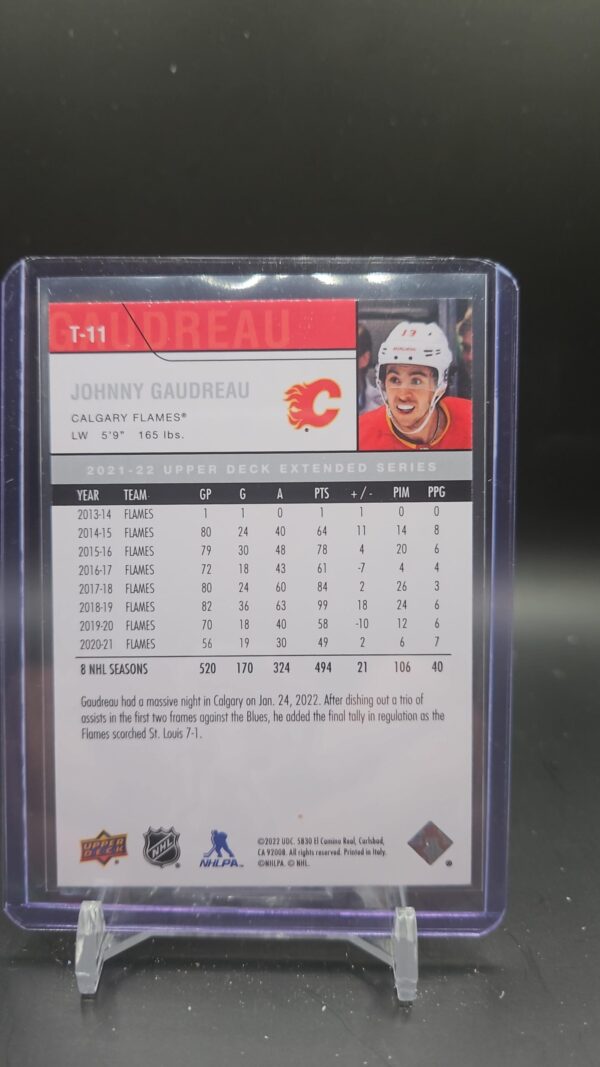 GAUDREAU
T-11
JOHNNY GAUDREAU
CALGARY FLAMES®
LW 5'9" 165 lbs.
C
19
2021-22 UPPER DECK EXTENDED SERIES
YEAR TEAM GP G A PTS +/- PIM PPG
2013-14 FLAMES 1 1 0 1 1 0 0
2014-15 FLAMES 80 24 40 64 11 14 8
2015-16 FLAMES 79 30 48 78 4 20 6
2016-17 FLAMES 72 18 43 61 -7 4 4
2017-18 FLAMES 80 24 60 84 2 26 3
2018-19 FLAMES 82 36 63 99 18 24 6
2019-20 FLAMES 70 18 40 58 -10 12 6
2020-21 FLAMES 56 19 30 49 2 6 7
8 NHL SEASONS 520 170 324 494 21 106 40
Gaudreau had a massive night in Calgary on Jan. 24, 2022. After dishing out a trio of
assists in the first two frames against the Blues, he added the final tally in regulation as the
Flames scorched St. Louis 7-1.
UPPER
DECK
NHL
NHLPA
©2022 UDC. 5830 El Camino Real, Carlsbad,
CA 92008. All rights reserved. Printed in Italy.
©NHLPA. © NHL.